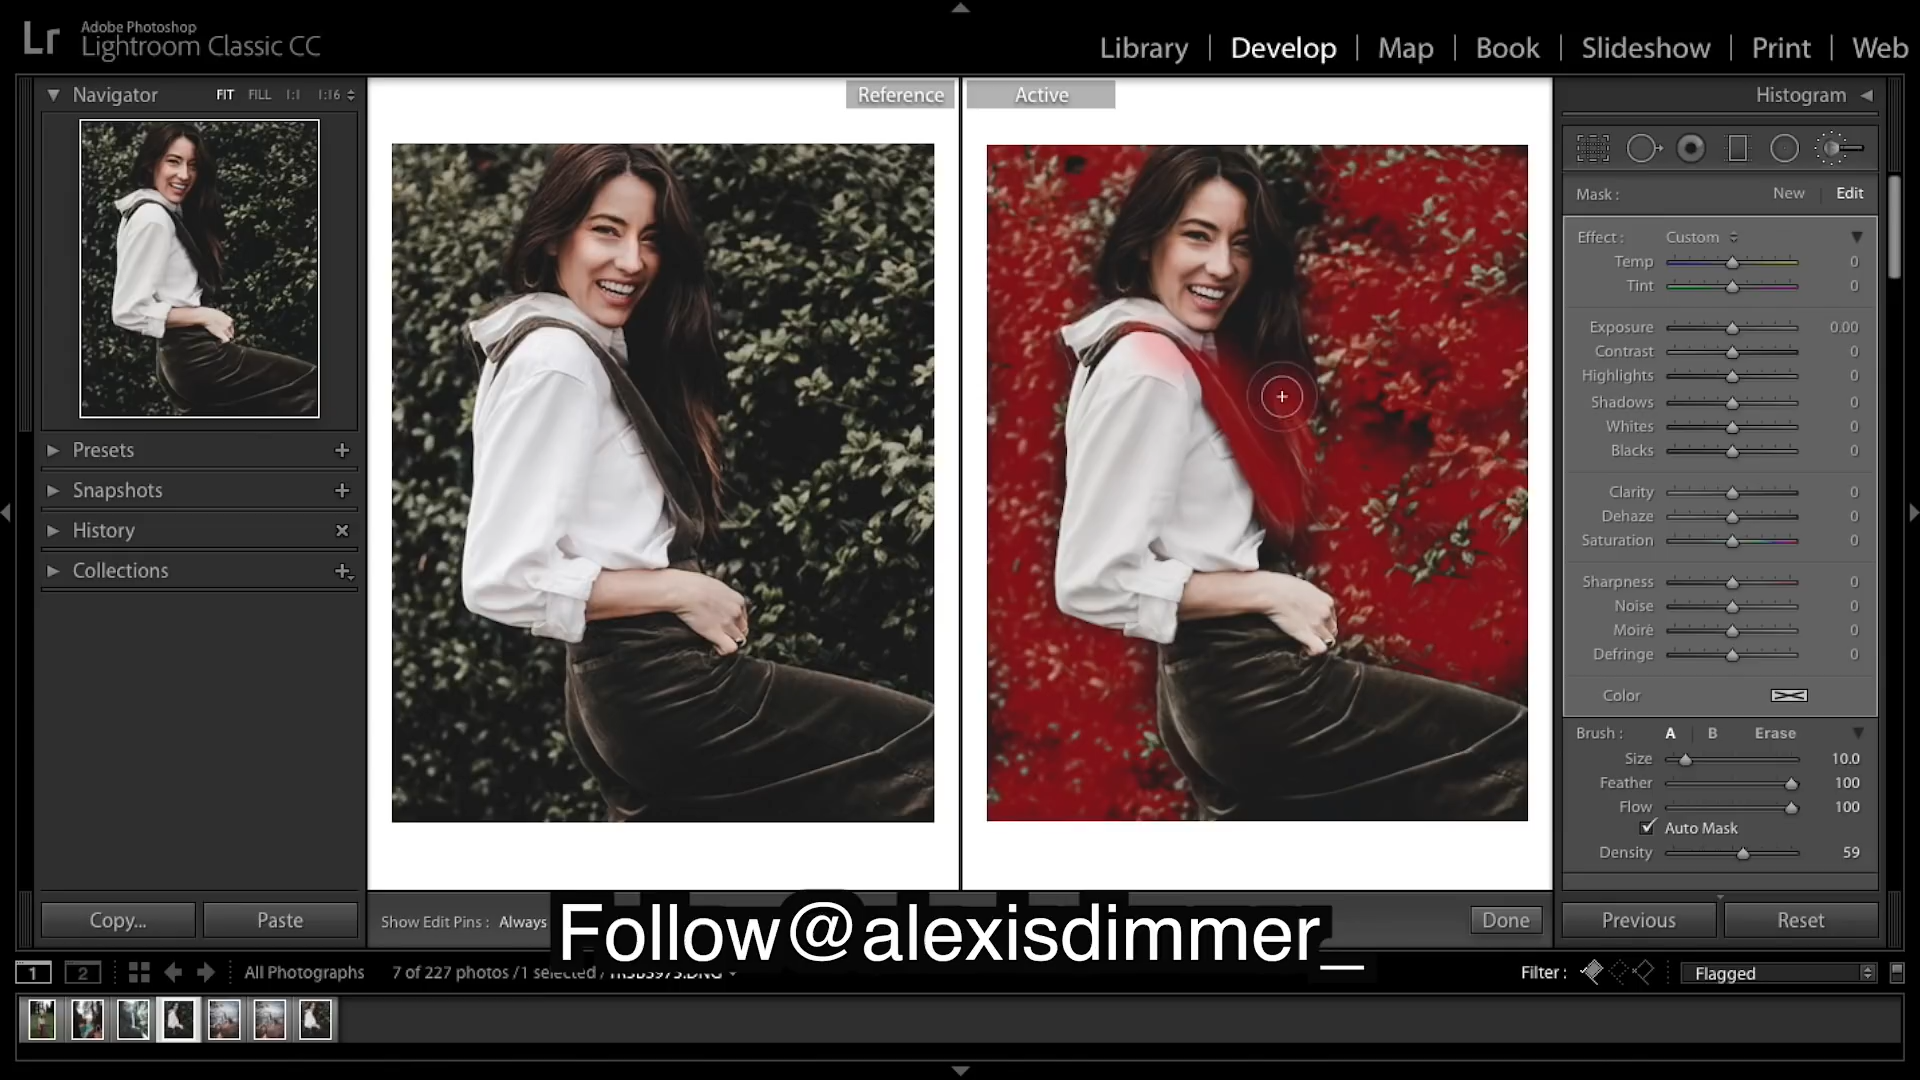 Lr Adobe Photoshop
Lightroom Classic CC
Library | Develop | Map | Book | Slideshow | Print | Web
Navigator FIT FILL 1:1 1:16
Presets
Snapshots
History
Collections
Copy... Paste
Reference
Active
Histogram
Mask : New Edit
Effect : Custom
Temp 0
Tint 0
Exposure 0.00
Contrast 0
Highlights 0
Shadows 0
Whites 0
Blacks 0
Clarity 0
Dehaze 0
Saturation 0
Sharpness 0
Noise 0
Moiré 0
Defringe 0
Color
Brush : A B Erase
Size 10.0
Feather 100
Flow 100
Auto Mask
Density 59
Show Edit Pins : Always
Follow@alexisdimmer_
Done
Previous Reset
1 2 All Photographs 7 of 227 photos /1 selected /
Filter : Flagged